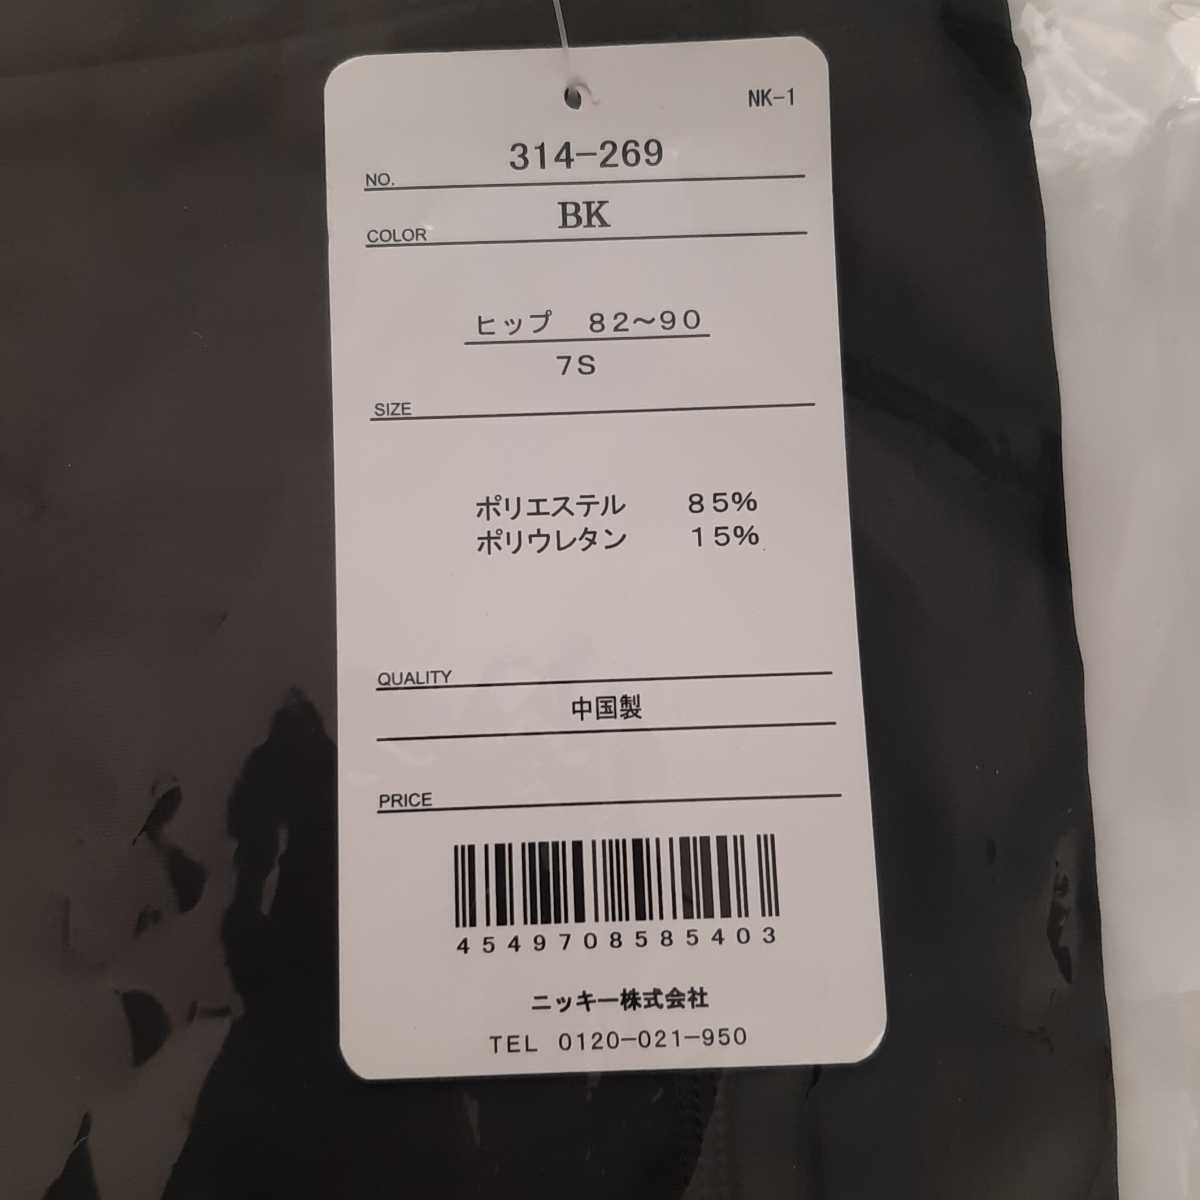 NK-1
NO. 314-269
COLOR BK
ヒップ 82〜90
7S
SIZE
ポリエステル 85%
ポリウレタン 15%
QUALITY
中国製
PRICE
4549708585403
ニッキー株式会社
TEL 0120-021-950